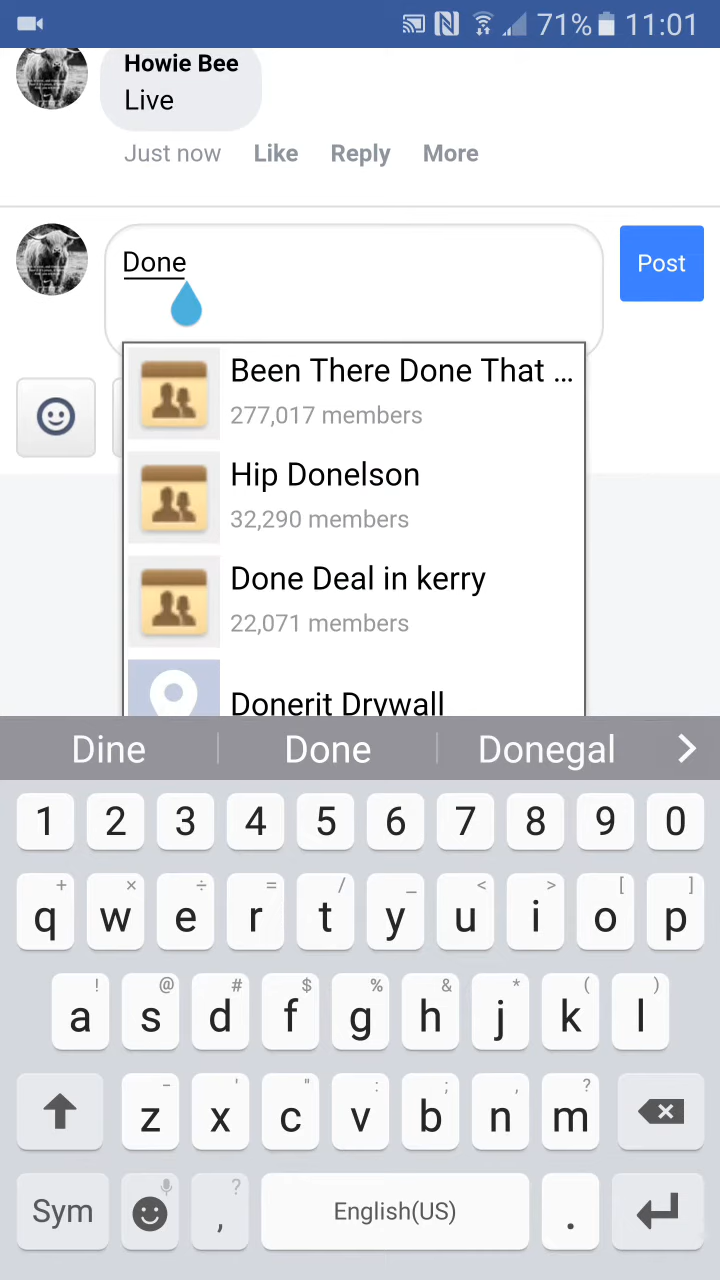 71% 11:01
Howie Bee
Live
Just now Like Reply More
Done
Post
Been There Done That ...
277,017 members
Hip Donelson
32,290 members
Done Deal in kerry
22,071 members
Donerit Drywall
Dine Done Donegal
1 2 3 4 5 6 7 8 9 0
+ × ÷ = / _ < > [ ]
q w e r t y u i o p
! @ # $ % & * ( )
a s d f g h j k l
- ' " : ; , ?
z x c v b n m
?
Sym , English(US) .